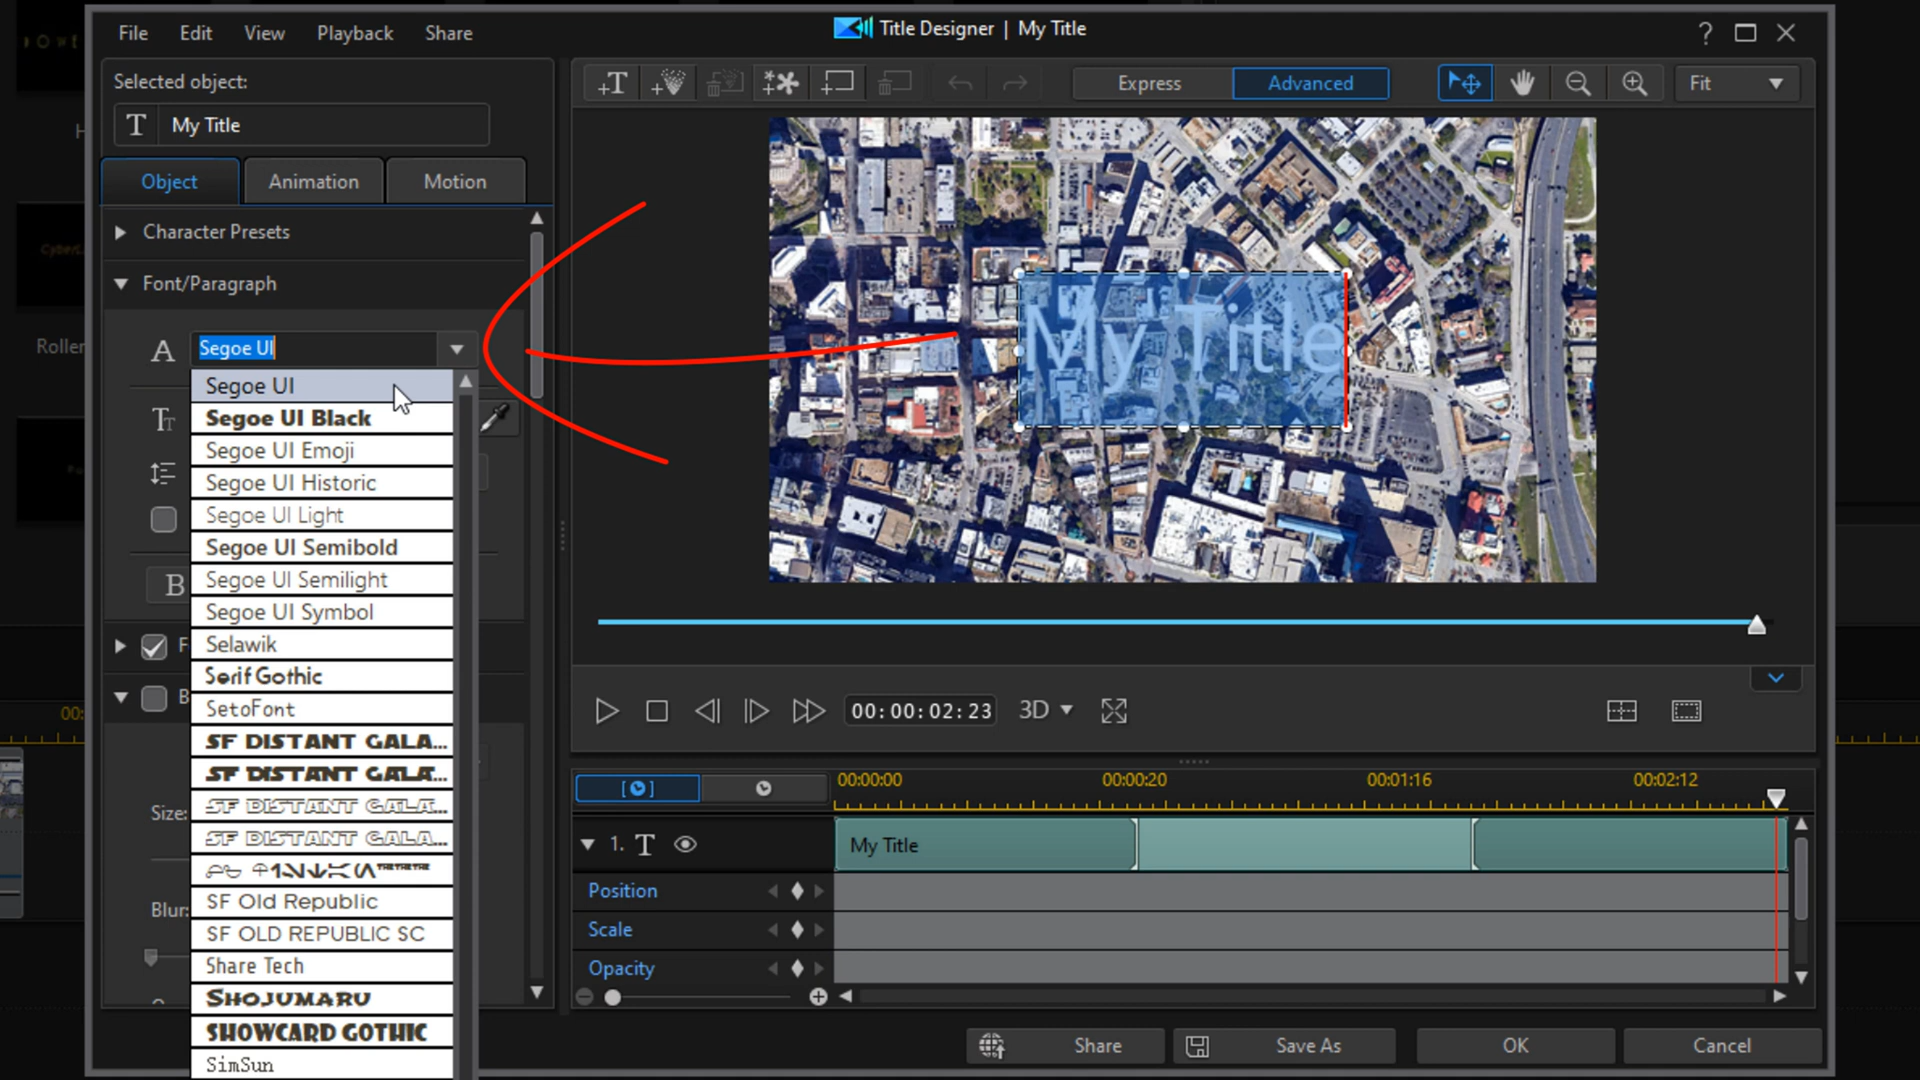 File Edit View Playback Share
Title Designer | My Title
?
Selected object:
T My Title
Express Advanced Fit
Object Animation Motion
Character Presets
Font/Paragraph
A Segoe UI
Segoe UI
Segoe UI Black
Segoe UI Emoji
Segoe UI Historic
Segoe UI Light
Segoe UI Semibold
B Segoe UI Semilight
Segoe UI Symbol
F Selawik
Serif Gothic
B SetoFont
SF DISTANT GALA...
SF DISTANT GALA...
Size: SF DISTANT GALA...
SF DISTANT GALA...
SF Old Republic
Blur:
SF OLD REPUBLIC SC
Share Tech
SHOJUMARU
SHOWCARD GOTHIC
SimSun
My Title
00:00:02:23 3D
00:00:00 00:00:20 00:01:16 00:02:12
1. T My Title
Position
Scale
Opacity
Share Save As OK Cancel
Roller
00: